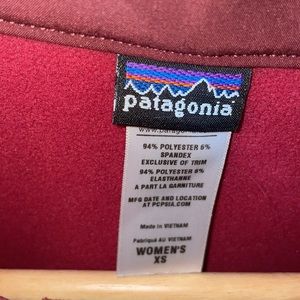 patagonia
94% POLYESTER 6%
SPANDEX
EXCLUSIVE OF TRIM
94% POLYESTER 6%
ELASTHANNE
A PART LA GARNITURE
MFG DATE AND LOCATION
AT PCPSIA.COM
Made in VIETNAM
Fabriqué AU VIETNAM
WOMEN'S
XS